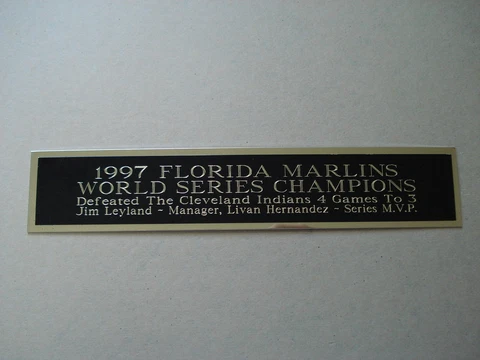 1997 FLORIDA MARLINS
WORLD SERIES CHAMPIONS
Defeated The Cleveland Indians 4 Games To 3
Jim Leyland - Manager, Livan Hernandez - Series M.V.P.